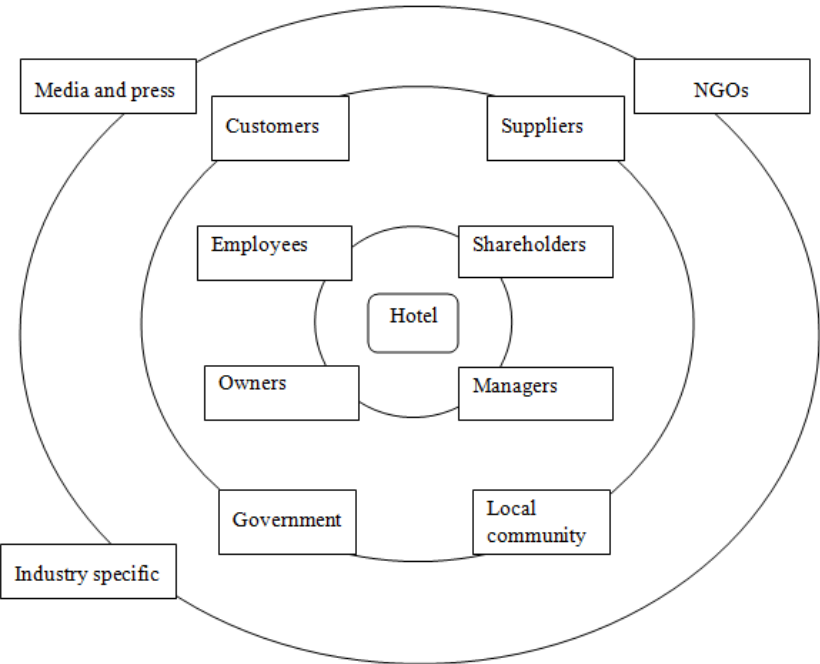 Media and press
NGOs
Customers
Suppliers
Employees
Shareholders
Hotel
Owners
Managers
Government
Local
community
Industry specific